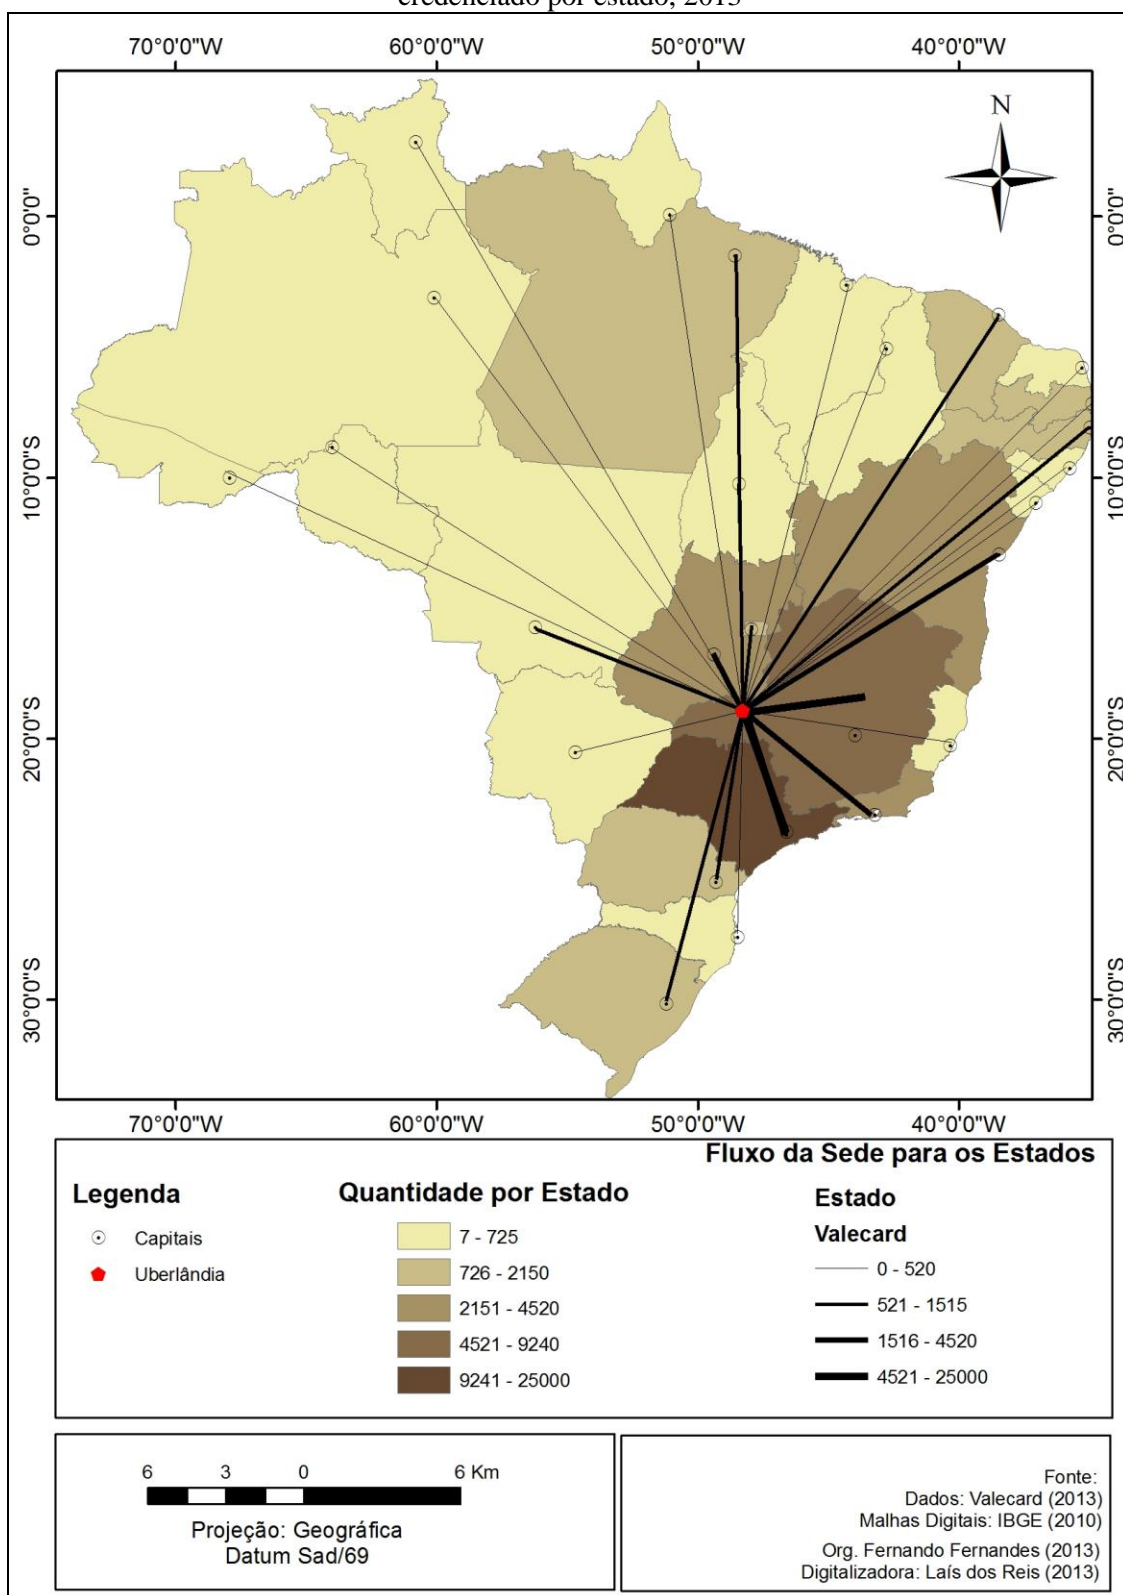 credenciado por estado, 2013
70°0'0"W 60°0'0"W 50°0'0"W 40°0'0"W
N
0°0'0" 0°0'0"
10°0'0"S 10°0'0"S
20°0'0"S 20°0'0"S
30°0'0"S 30°0'0"S
70°0'0"W 60°0'0"W 50°0'0"W 40°0'0"W
Fluxo da Sede para os Estados
Legenda
Capitais
Uberlândia
Quantidade por Estado
7 - 725
726 - 2150
2151 - 4520
4521 - 9240
9241 - 25000
Estado
Valecard
0 - 520
521 - 1515
1516 - 4520
4521 - 25000
6 3 0 6 Km
Projeção: Geográfica
Datum Sad/69
Fonte:
Dados: Valecard (2013)
Malhas Digitais: IBGE (2010)
Org. Fernando Fernandes (2013)
Digitalizadora: Laís dos Reis (2013)